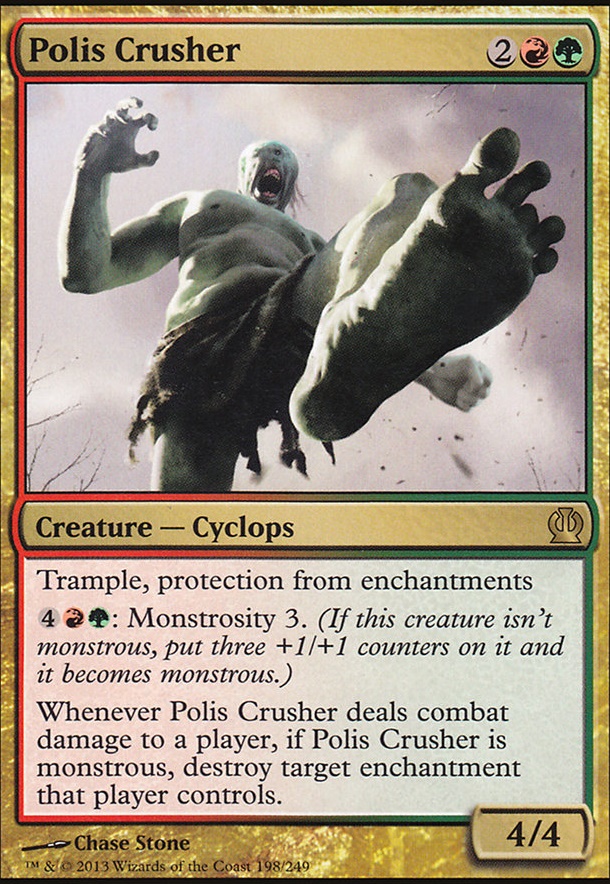 Polis Crusher 2
Creature — Cyclops
Trample, protection from enchantments
4: Monstrosity 3. (If this creature isn't
monstrous, put three +1/+1 counters on it and
it becomes monstrous.)
Whenever Polis Crusher deals combat
damage to a player, if Polis Crusher is
monstrous, destroy target enchantment
that player controls.
4/4
Chase Stone
™ & © 2013 Wizards of the Coast 198/249